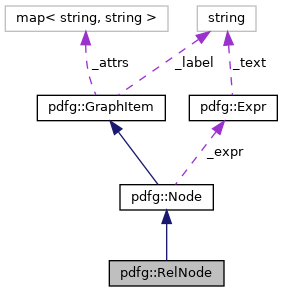 map< string, string >
string
_attrs
_label
_text
pdfg::GraphItem
pdfg::Expr
_expr
pdfg::Node
pdfg::RelNode